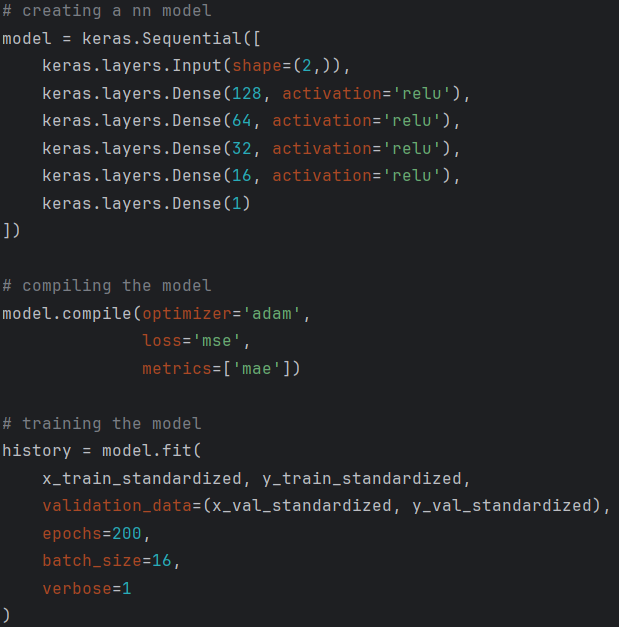 # creating a nn model
model = keras.Sequential([
    keras.layers.Input(shape=(2,)),
    keras.layers.Dense(128, activation='relu'),
    keras.layers.Dense(64, activation='relu'),
    keras.layers.Dense(32, activation='relu'),
    keras.layers.Dense(16, activation='relu'),
    keras.layers.Dense(1)
])

# compiling the model
model.compile(optimizer='adam',
              loss='mse',
              metrics=['mae'])

# training the model
history = model.fit(
    x_train_standardized, y_train_standardized,
    validation_data=(x_val_standardized, y_val_standardized),
    epochs=200,
    batch_size=16,
    verbose=1
)